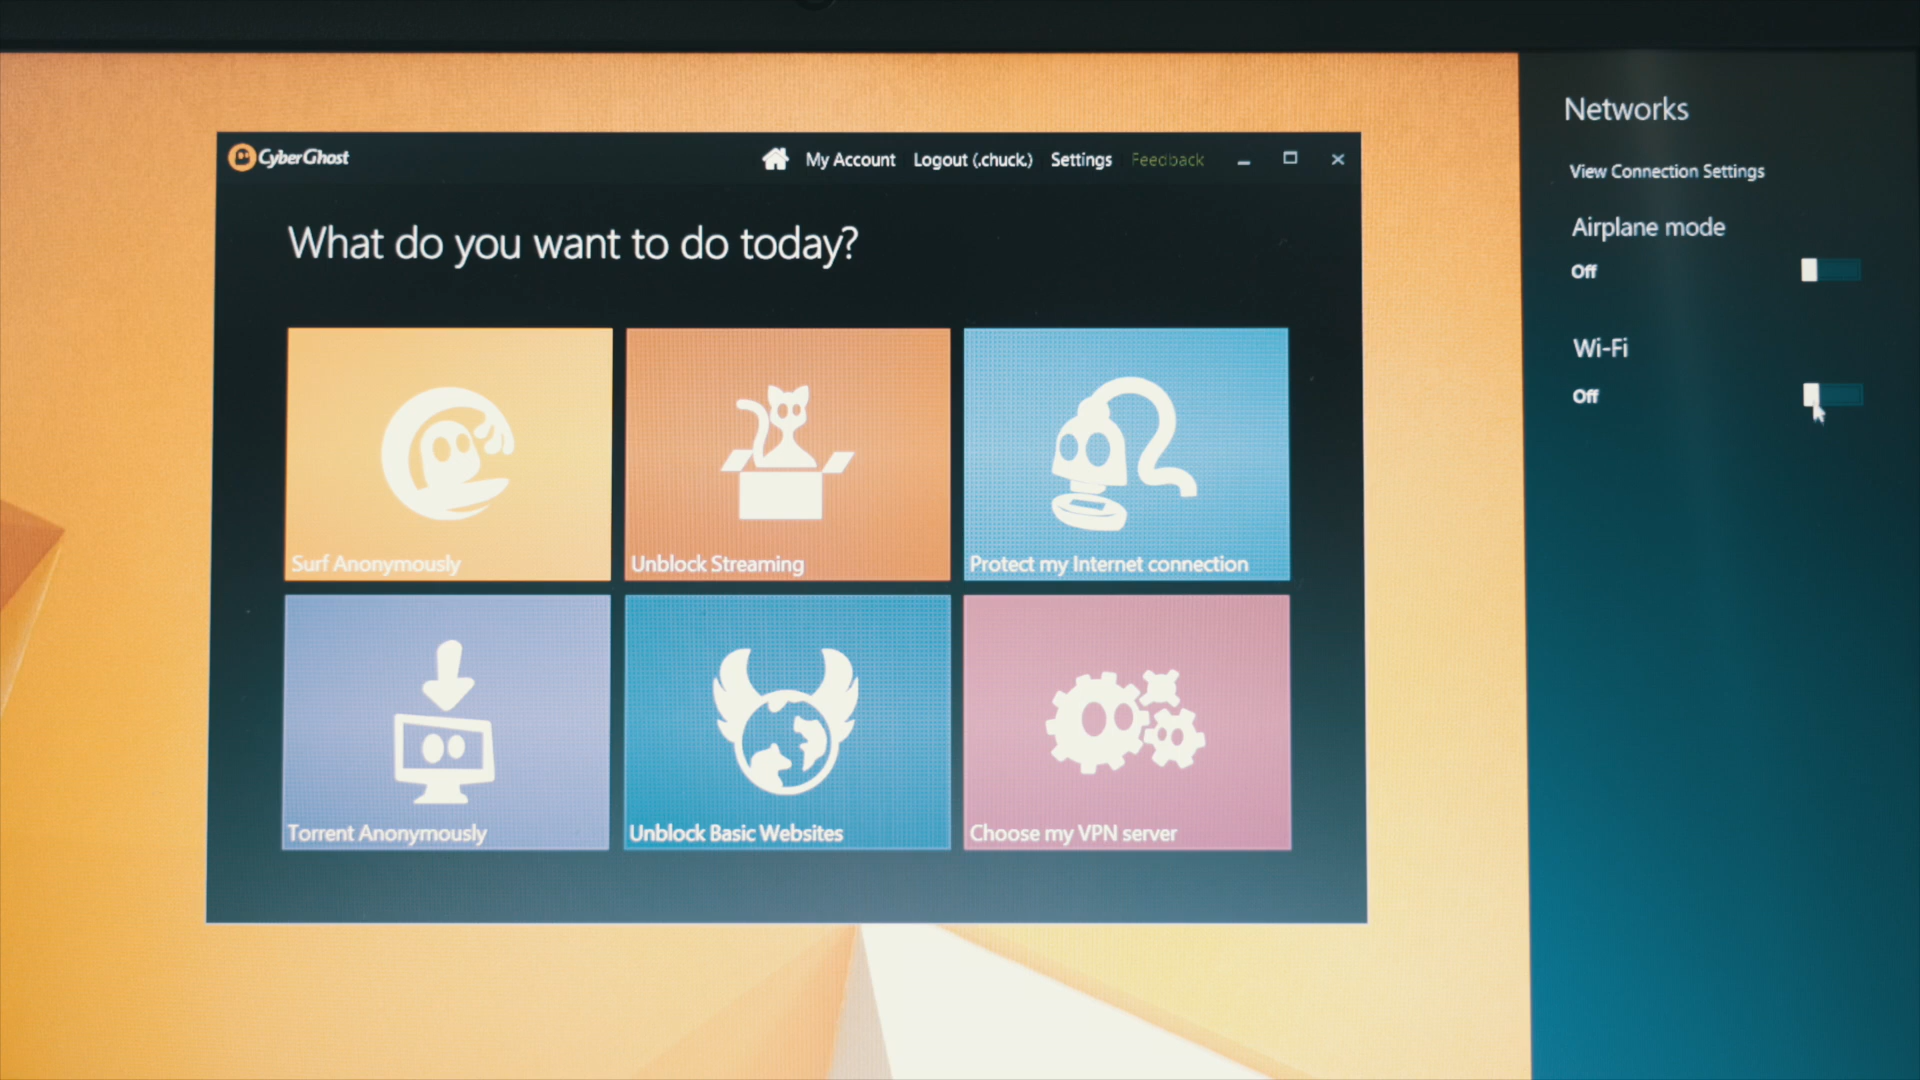 CyberGhost
My Account Logout (.chuck.) Settings Feedback
What do you want to do today?
Surf Anonymously
Unblock Streaming
Protect my Internet connection
Torrent Anonymously
Unblock Basic Websites
Choose my VPN server
Networks
View Connection Settings
Airplane mode
Off
Wi-Fi
Off